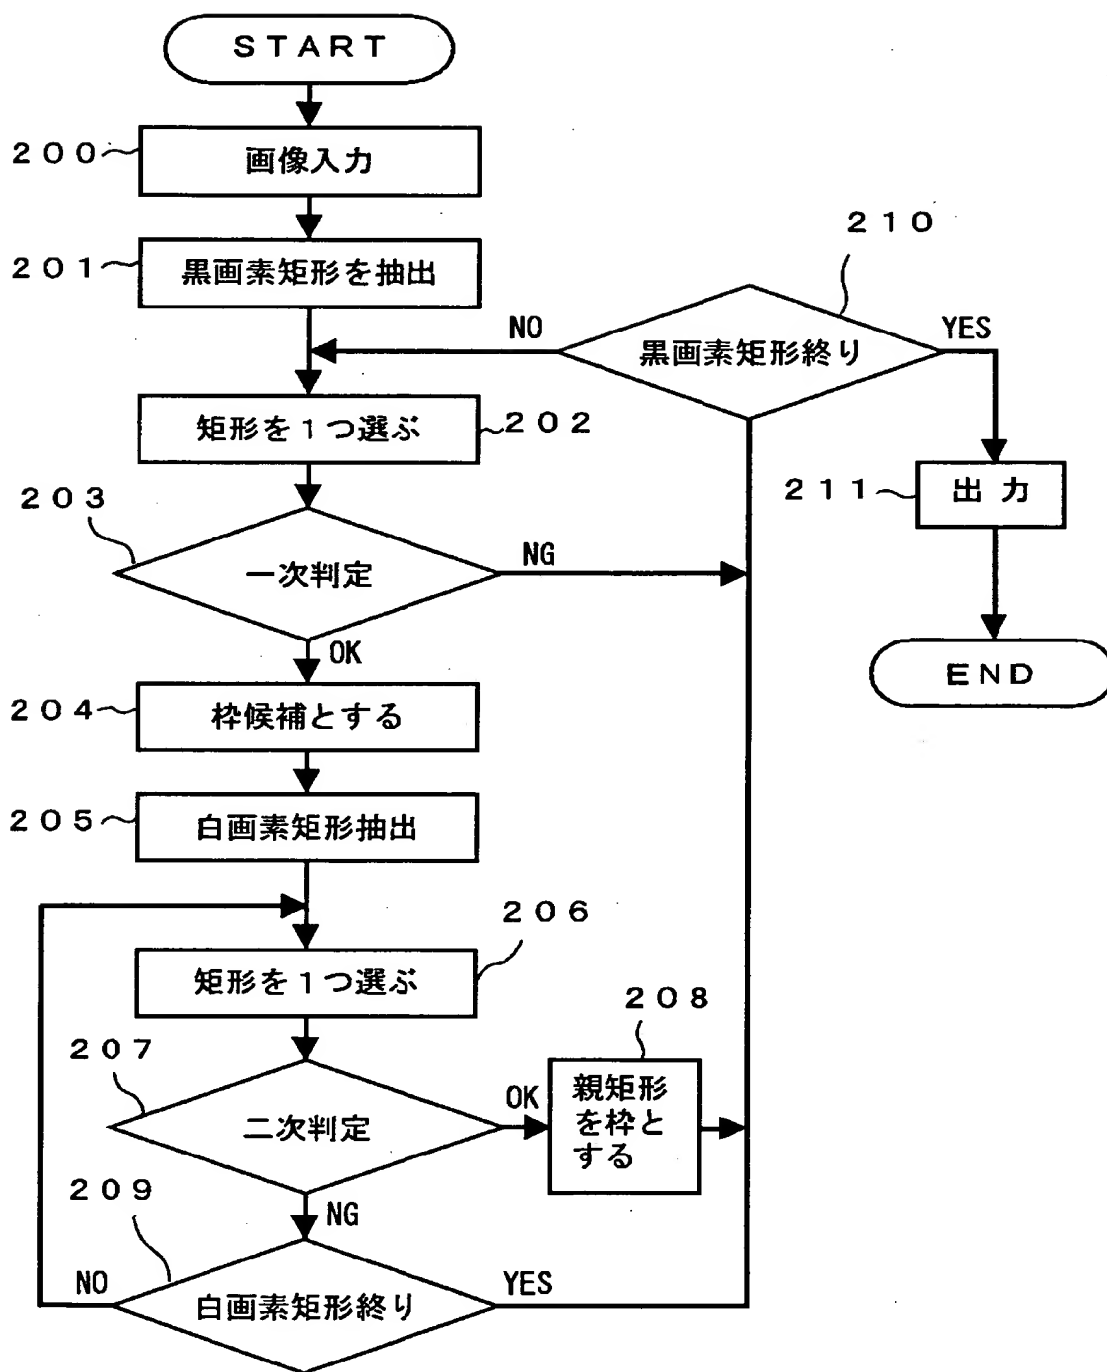 START
200
画像入力
201
黒画素矩形を抽出
210
NO
黒画素矩形終り
YES
矩形を1つ選ぶ
202
211
出力
203
一次判定
NG
OK
END
204
枠候補とする
205
白画素矩形抽出
206
矩形を1つ選ぶ
208
207
二次判定
OK
親矩形
を枠と
する
209
NG
NO
白画素矩形終り
YES